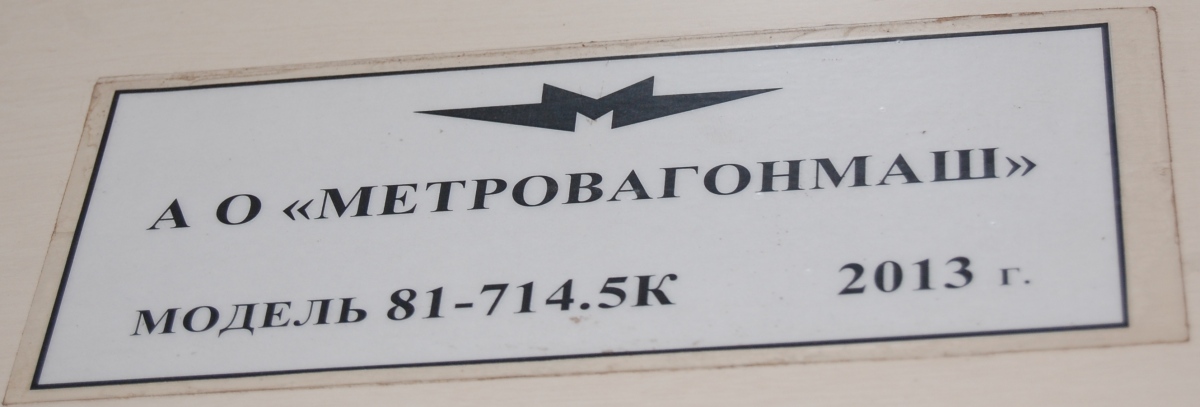 А О «МЕТРОВАГОНМАШ»
МОДЕЛЬ 81-714.5К 2013 г.